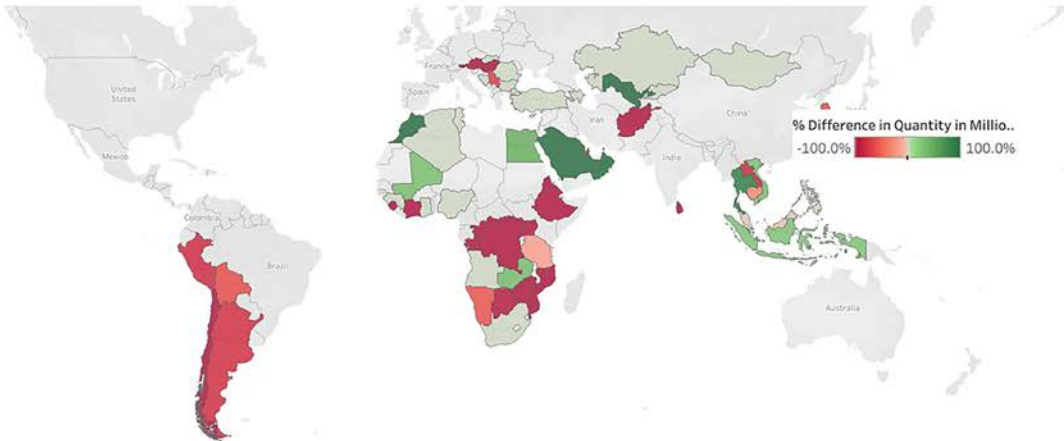 United
States
Mexico
Colombia
Brazil
France
Spain
Iran
China
India
Australia
% Difference in Quantity in Millio..
-100.0%
100.0%